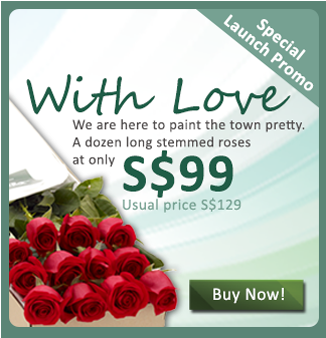 Special
Launch Promo
With Love
We are here to paint the town pretty.
A dozen long stemmed roses
at only S$99
Usual price S$129
Buy Now!